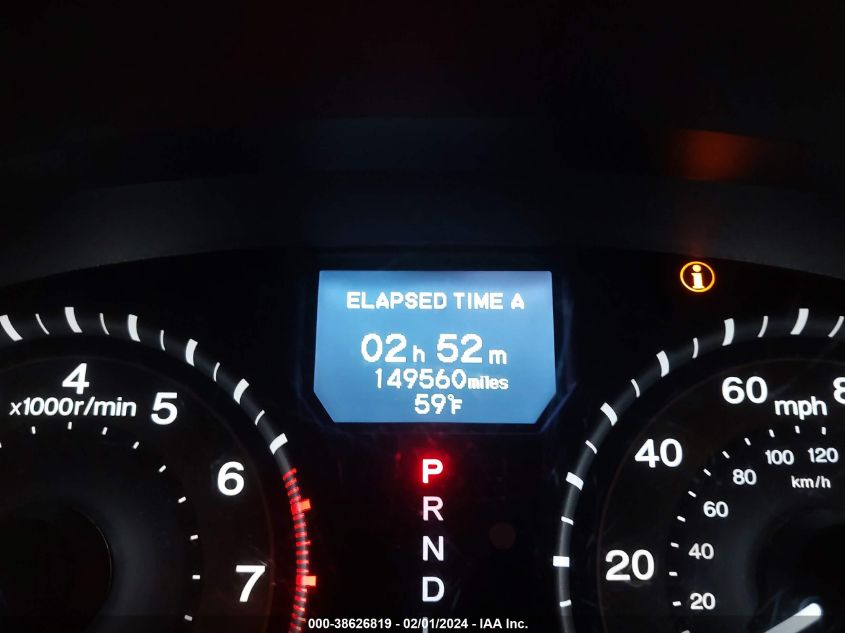 ELAPSED TIME A
02h 52m
149560miles
59°F
4
x1000r/min
5
6
7
P
R
N
D
60
mph
40
20
100
120
80
km/h
60
40
20
000-38626819 - 02/01/2024 - IAA Inc.